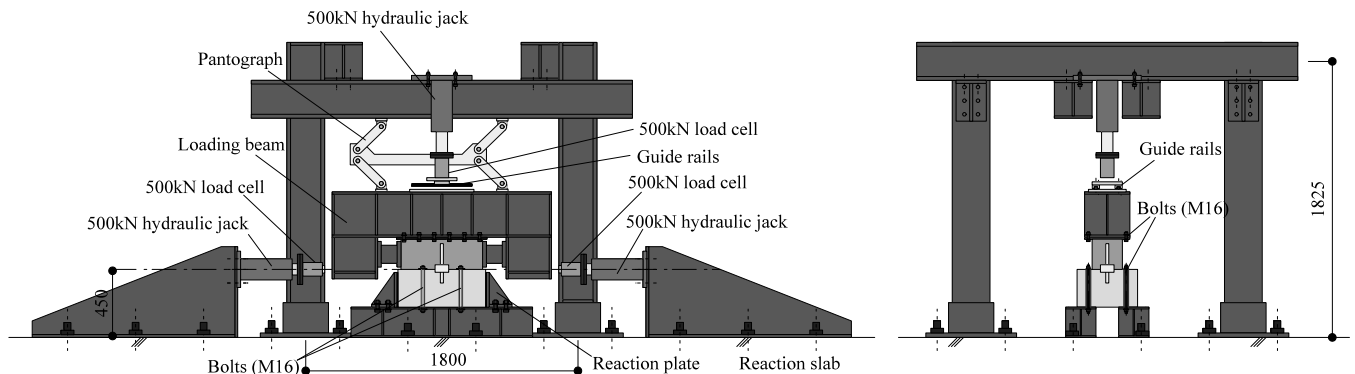 500kN hydraulic jack
Pantograph
500kN load cell
Loading beam
Guide rails
500kN load cell
500kN load cell
500kN hydraulic jack
500kN hydraulic jack
450
Bolts (M16)
1800
Reaction plate
Reaction slab
Guide rails
Bolts (M16)
1825